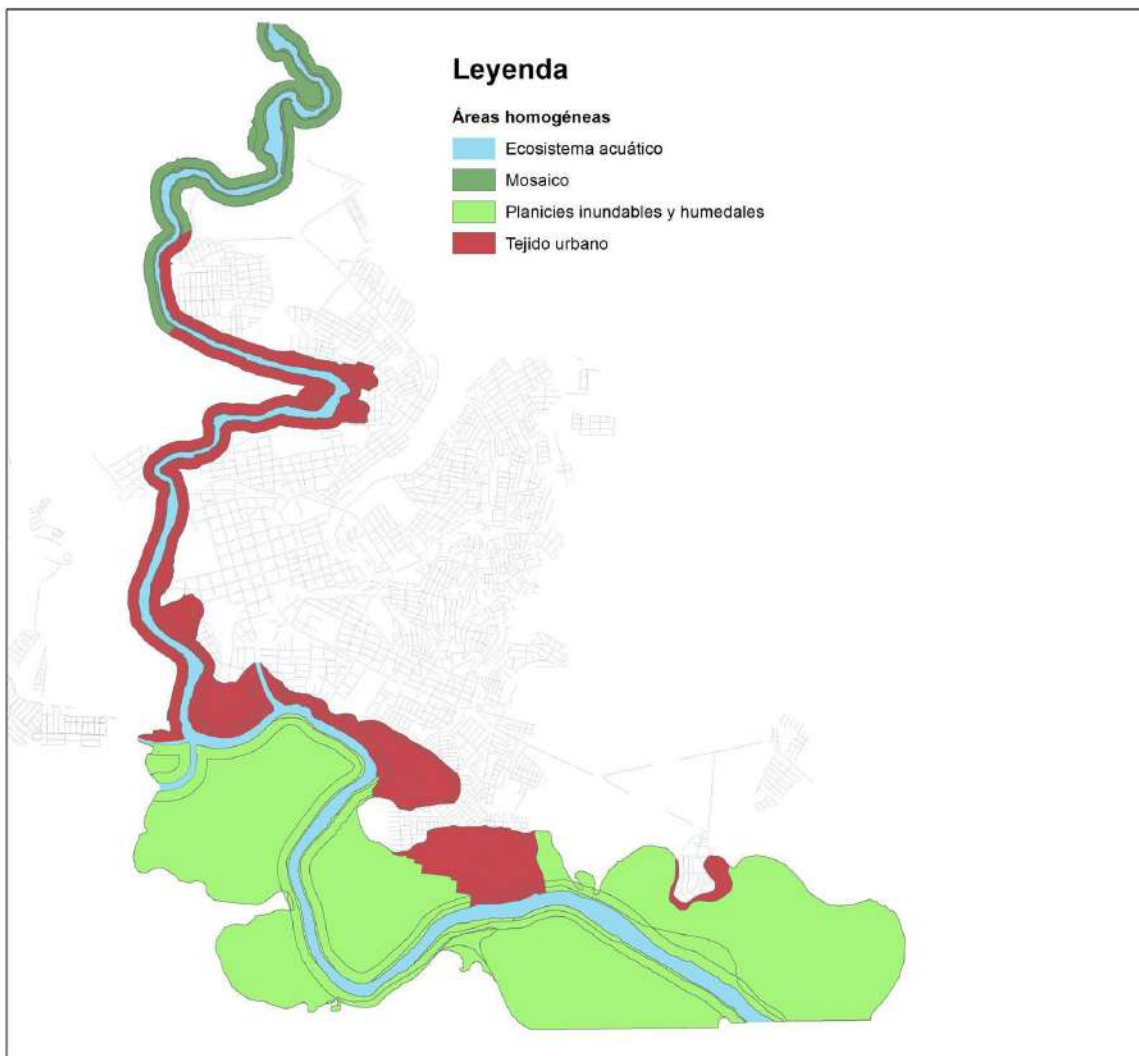 Leyenda
Áreas homogéneas
Ecosistema acuático
Mosaico
Planicies inundables y humedales
Tejido urbano